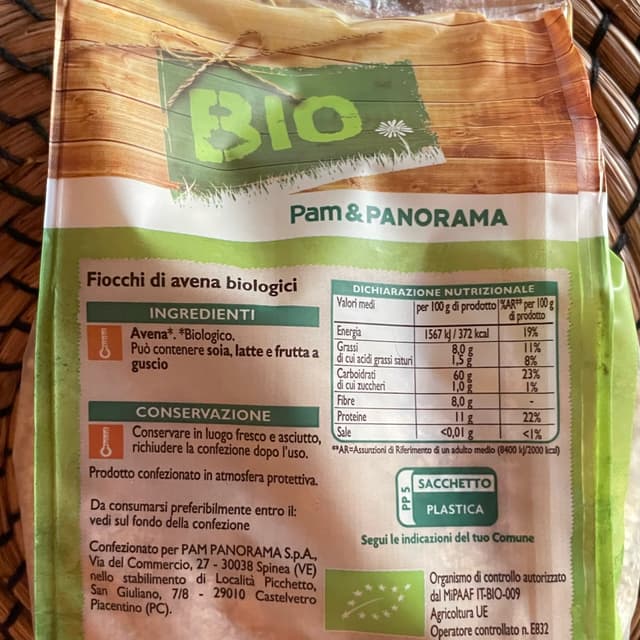 BIO
Pam & PANORAMA
Fiocchi di avena biologici
INGREDIENTI
Avena*. *Biologico.
Può contenere soia, latte e frutta a
guscio
CONSERVAZIONE
Conservare in luogo fresco e asciutto,
richiudere la confezione dopo l'uso.
Prodotto confezionato in atmosfera protettiva.
Da consumarsi preferibilmente entro il:
vedi sul fondo della confezione
Confezionato per PAM PANORAMA S.p.A.,
Via del Commercio, 27 - 30038 Spinea (VE)
nello stabilimento di Località Picchetto,
San Giuliano, 7/8 - 29010 Castelvetro
Piacentino (PC).
DICHIARAZIONE NUTRIZIONALE
Valori medi per 100 g di prodotto %AR** per 100 g
di prodotto
Energia 1567 kJ / 372 kcal 19%
Grassi 8,0 g 11%
di cui acidi grassi saturi 1,5 g 8%
Carboidrati 60 g 23%
di cui zuccheri 1,0 g 1%
Fibre 8,0 g -
Proteine 11 g 22%
Sale <0,01 g <1%
**AR=Assunzioni di Riferimento di un adulto medio (8400 kJ/2000 kcal)
PP 5
SACCHETTO
PLASTICA
Segui le indicazioni del tuo Comune
Organismo di controllo autorizzato
dal MiPAAF IT-BIO-009
Agricoltura UE
Operatore controllato n. EB32